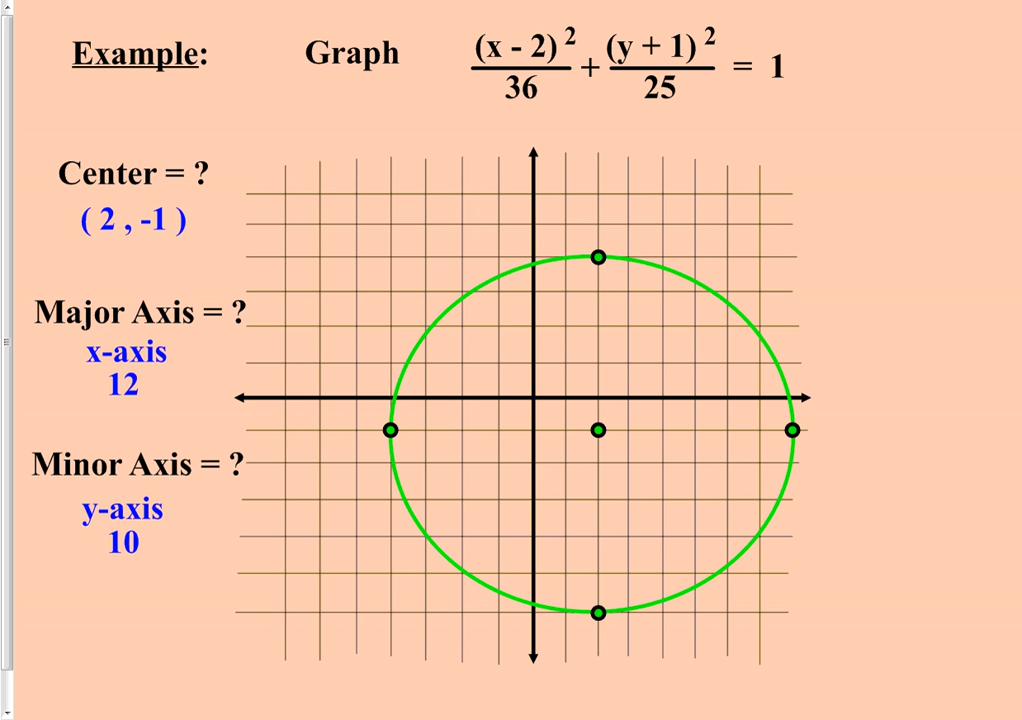 Example: Graph (x - 2)² / 36 + (y + 1)² / 25 = 1
Center = ?
( 2 , -1 )
Major Axis = ?
x-axis
12
Minor Axis = ?
y-axis
10